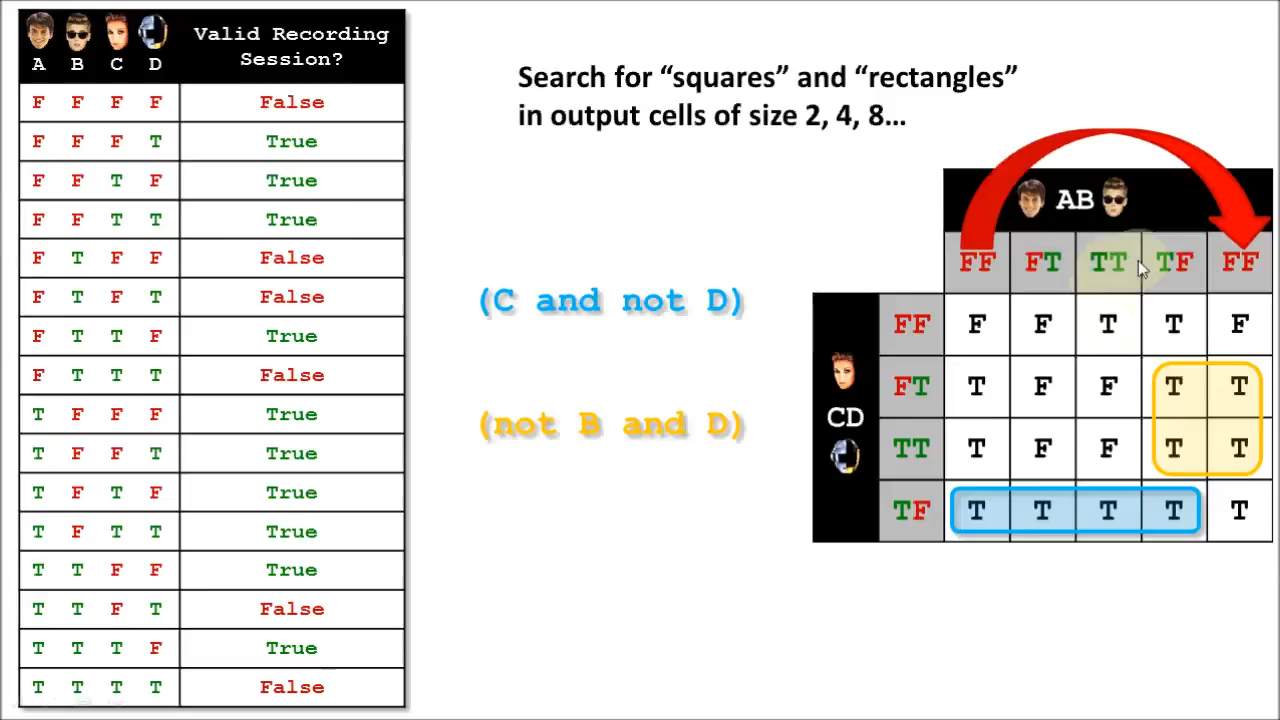 A B C D Valid Recording
Session?
F F F F False
F F F T True
F F T F True
F F T T True
F T F F False
F T F T False
F T T F True
F T T T False
T F F F True
T F F T True
T F T F True
T F T T True
T T F F True
T T F T False
T T T F True
T T T T False
Search for “squares” and “rectangles”
in output cells of size 2, 4, 8…
(C and not D)
(not B and D)
AB
FF FT TT TF FF
CD
FF F F T T F
FT T F F T T
TT T F F T T
TF T T T T T